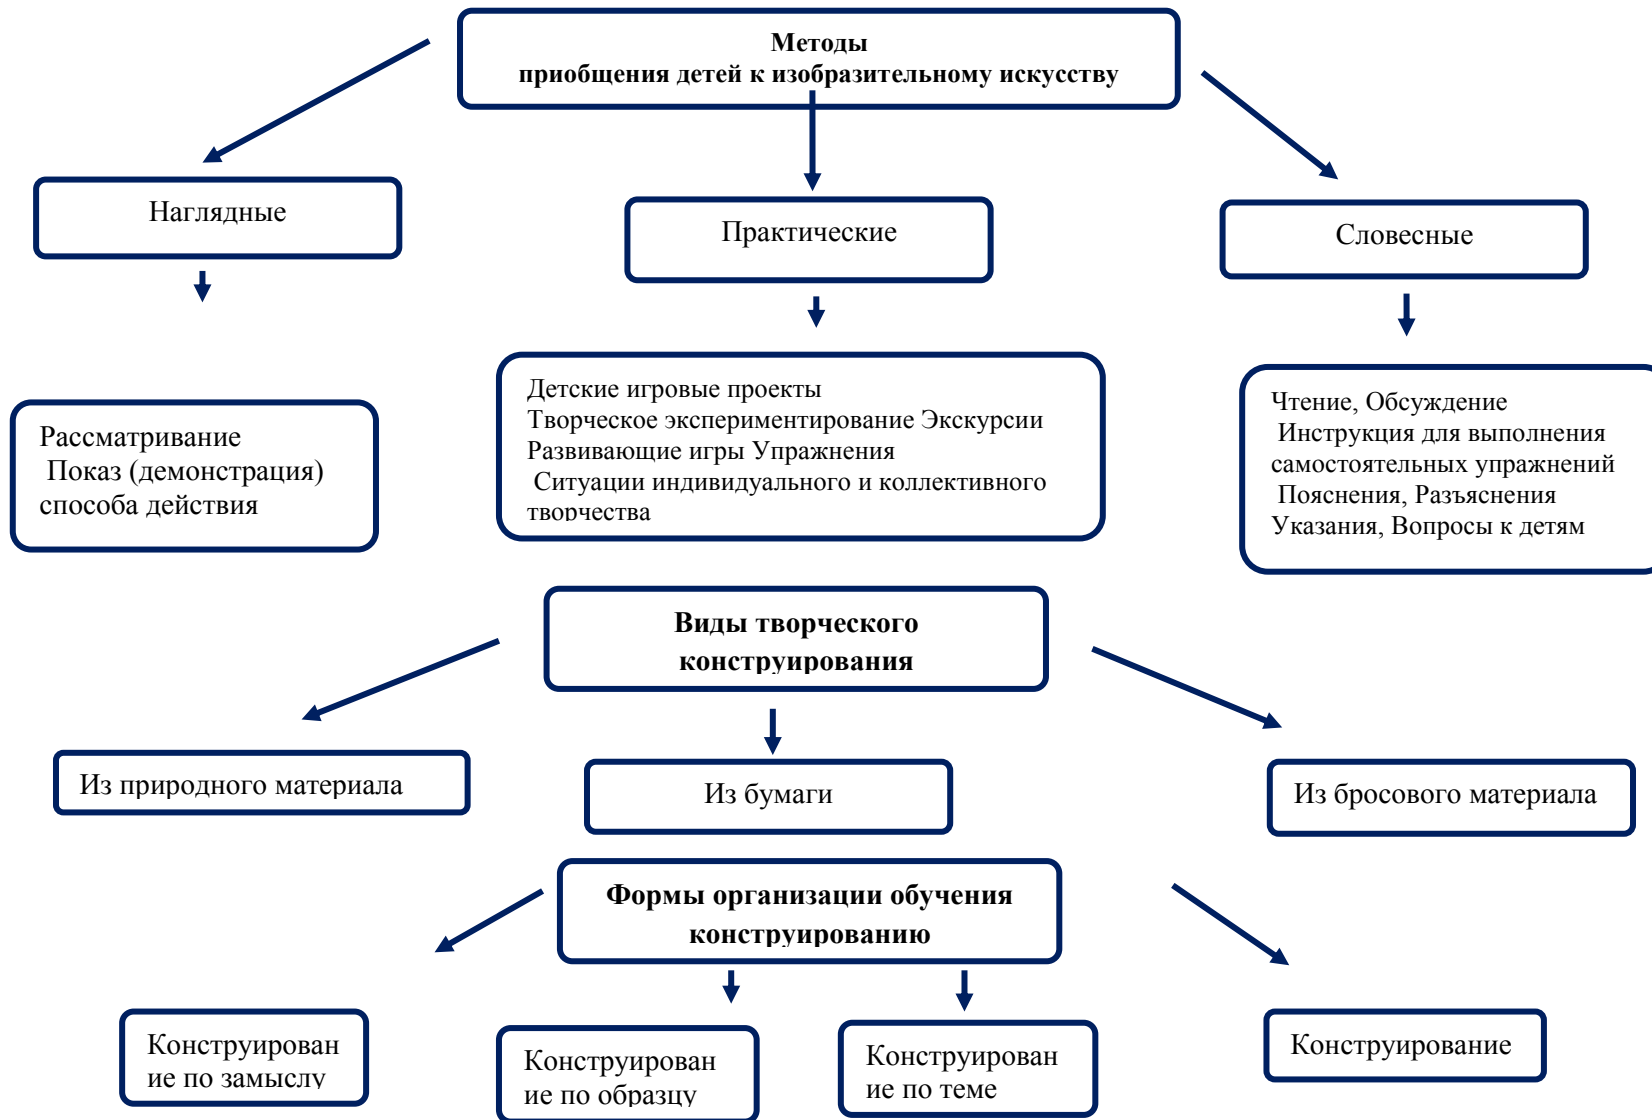 Методы
приобщения детей к изобразительному искусству
Наглядные
Практические
Словесные
Рассматривание
Показ (демонстрация)
способа действия
Детские игровые проекты
Творческое экспериментирование Экскурсии
Развивающие игры Упражнения
Ситуации индивидуального и коллективного
творчества
Чтение, Обсуждение
Инструкция для выполнения
самостоятельных упражнений
Пояснения, Разъяснения
Указания, Вопросы к детям
Виды творческого
конструирования
Из природного материала
Из бумаги
Из бросового материала
Формы организации обучения
конструированию
Конструирован
ие по замыслу
Конструирован
ие по образцу
Конструирован
ие по теме
Конструирование